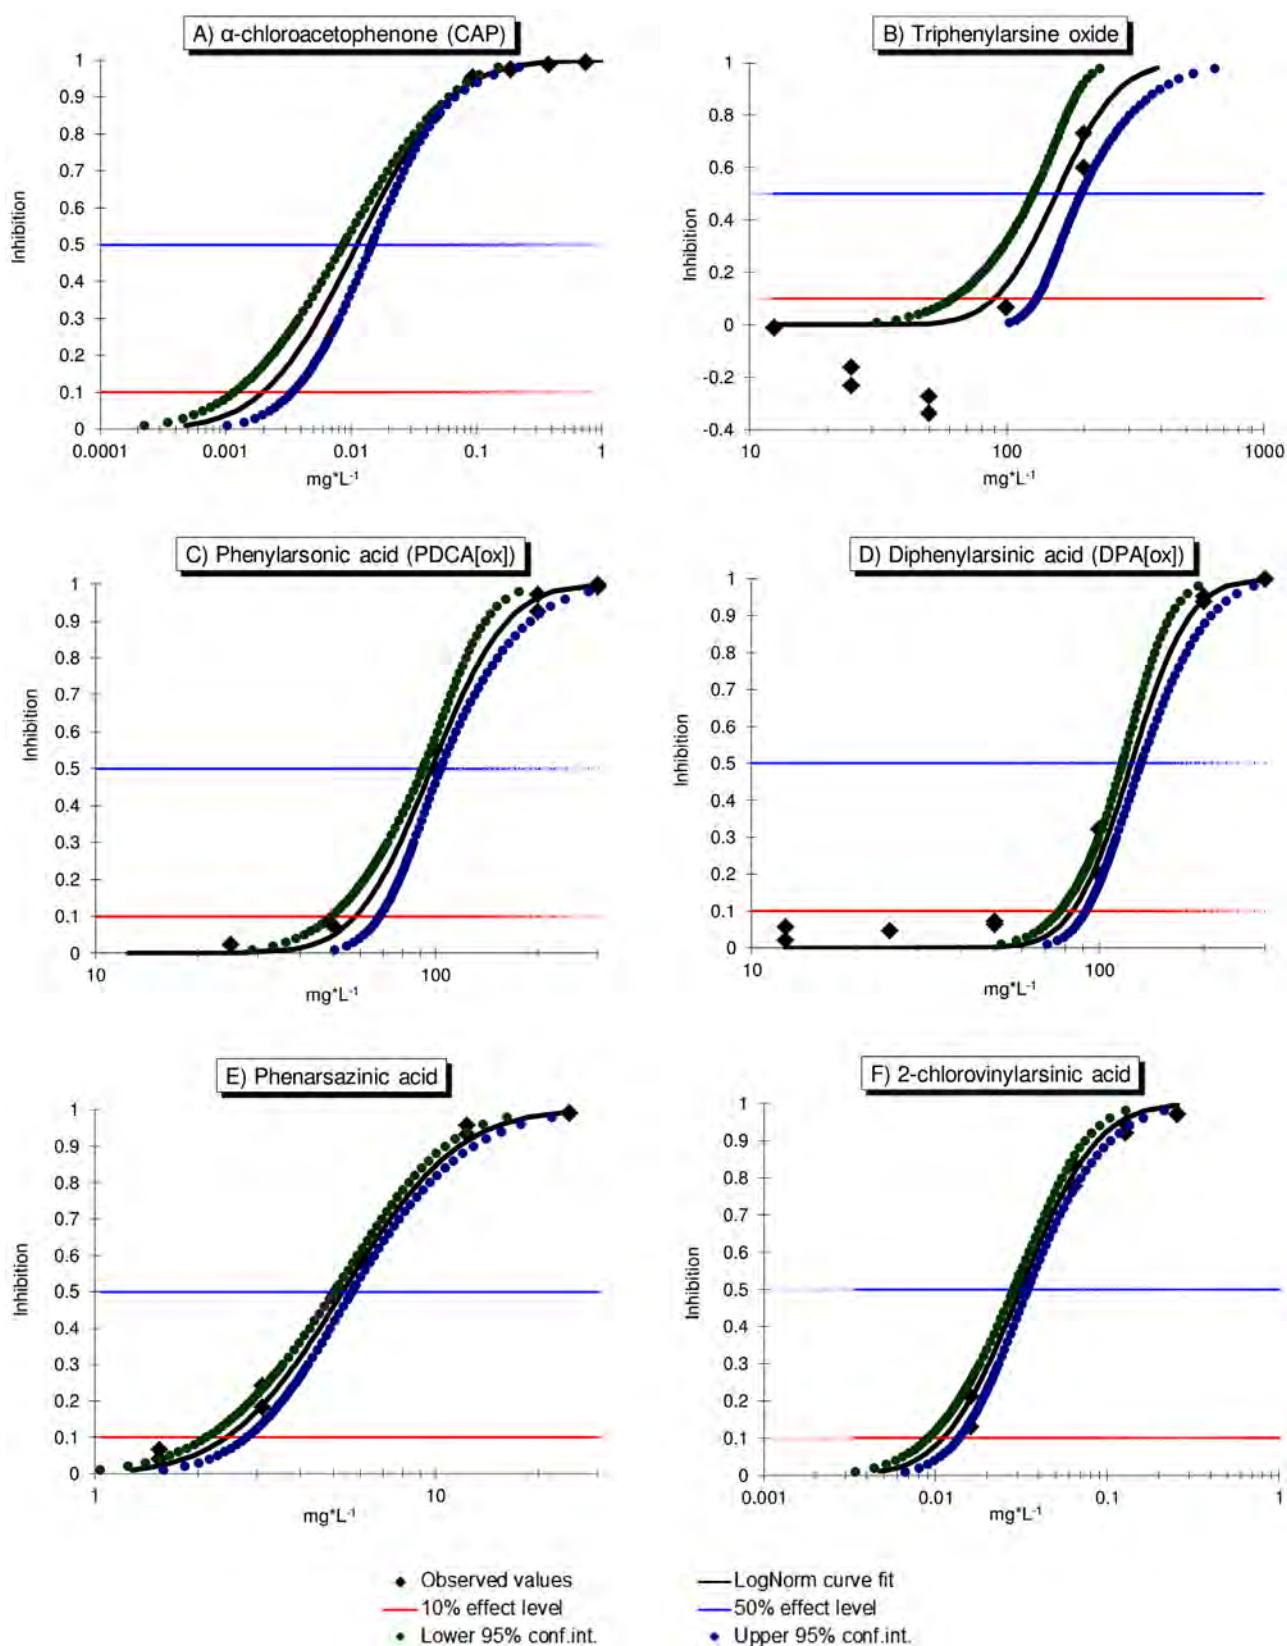 A) α-chloroacetophenone (CAP)
1
0.9
0.8
0.7
0.6
0.5
0.4
0.3
0.2
0.1
0
Inhibition
0.0001 0.001 0.01 0.1 1
mg*L-1
B) Triphenylarsine oxide
1
0.8
0.6
0.4
0.2
0
-0.2
-0.4
Inhibition
10 100 1000
mg*L-1
C) Phenylarsonic acid (PDCA[ox])
1
0.9
0.8
0.7
0.6
0.5
0.4
0.3
0.2
0.1
0
Inhibition
10 100
mg*L-1
D) Diphenylarsinic acid (DPA[ox])
1
0.9
0.8
0.7
0.6
0.5
0.4
0.3
0.2
0.1
0
Inhibition
10 100
mg*L-1
E) Phenarsazinic acid
1
0.9
0.8
0.7
0.6
0.5
0.4
0.3
0.2
0.1
0
Inhibition
1 10
mg*L-1
F) 2-chlorovinylarsinic acid
1
0.9
0.8
0.7
0.6
0.5
0.4
0.3
0.2
0.1
0
Inhibition
0.001 0.01 0.1 1
mg*L-1
Observed values LogNorm curve fit
10% effect level 50% effect level
Lower 95% conf.int. Upper 95% conf.int.